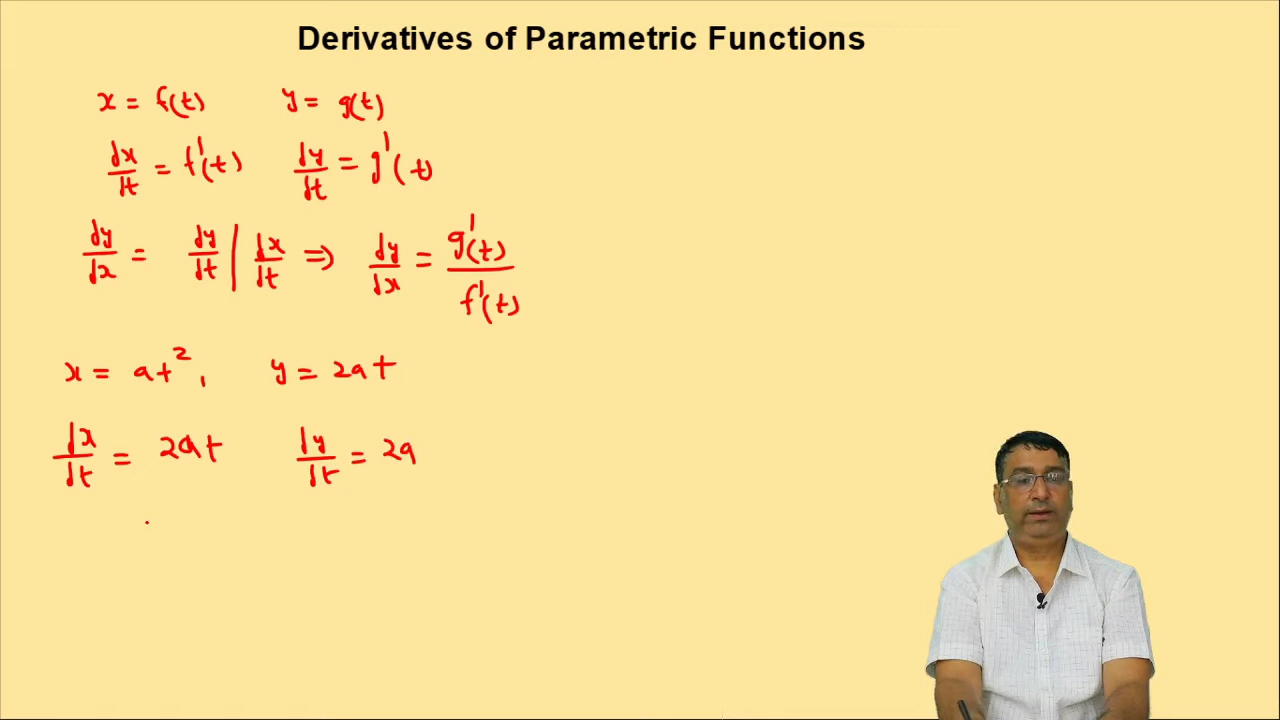 Derivatives of Parametric Functions
x = f(t) y = g(t)
dx/dt = f'(t) dy/dt = g'(t)
dy/dx = dy/dt | dx/dt ⇒ dy/dx = g'(t)/f'(t)
x = at², y = 2at
dx/dt = 2at dy/dt = 2a